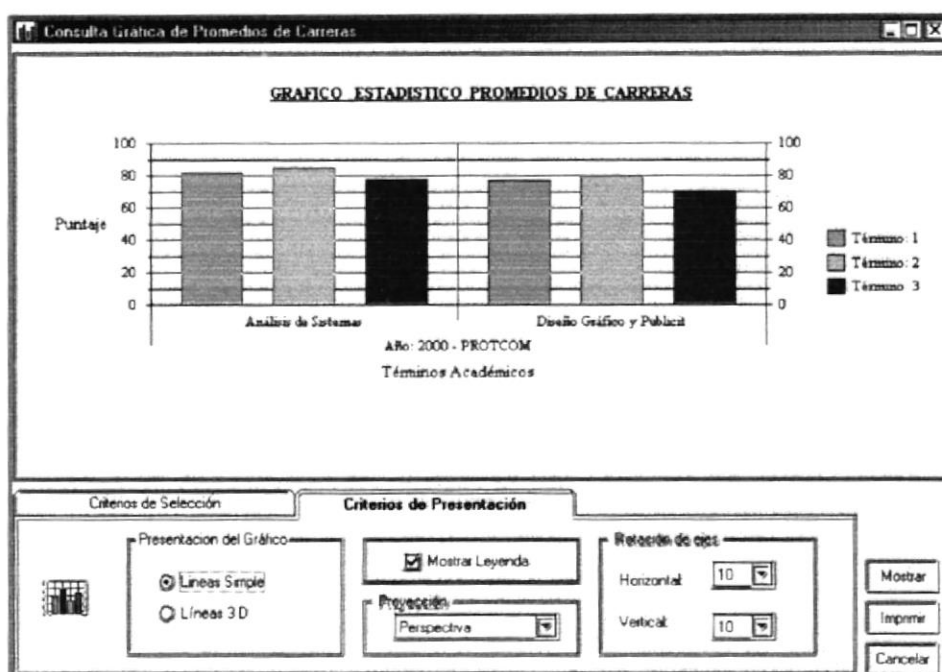 Consulta Gráfica de Promedios de Carreras
GRAFICO ESTADISTICO PROMEDIOS DE CARRERAS
100
80
60
40
20
0
Puntaje
100
80
60
40
20
0
Término: 1
Término: 2
Término 3
Análisis de Sistemas
Diseño Gráfico y Publicit
Año: 2000 - PROTCOM
Términos Académicos
Criterios de Selección
Criterios de Presentación
Presentacion del Gráfico
Lineas Simple
Líneas 3D
Mostrar Leyenda
Proyección
Perspectiva
Rotación de ejes
Horizontal: 10
Vertical: 10
Mostrar
Imprimir
Cancelar